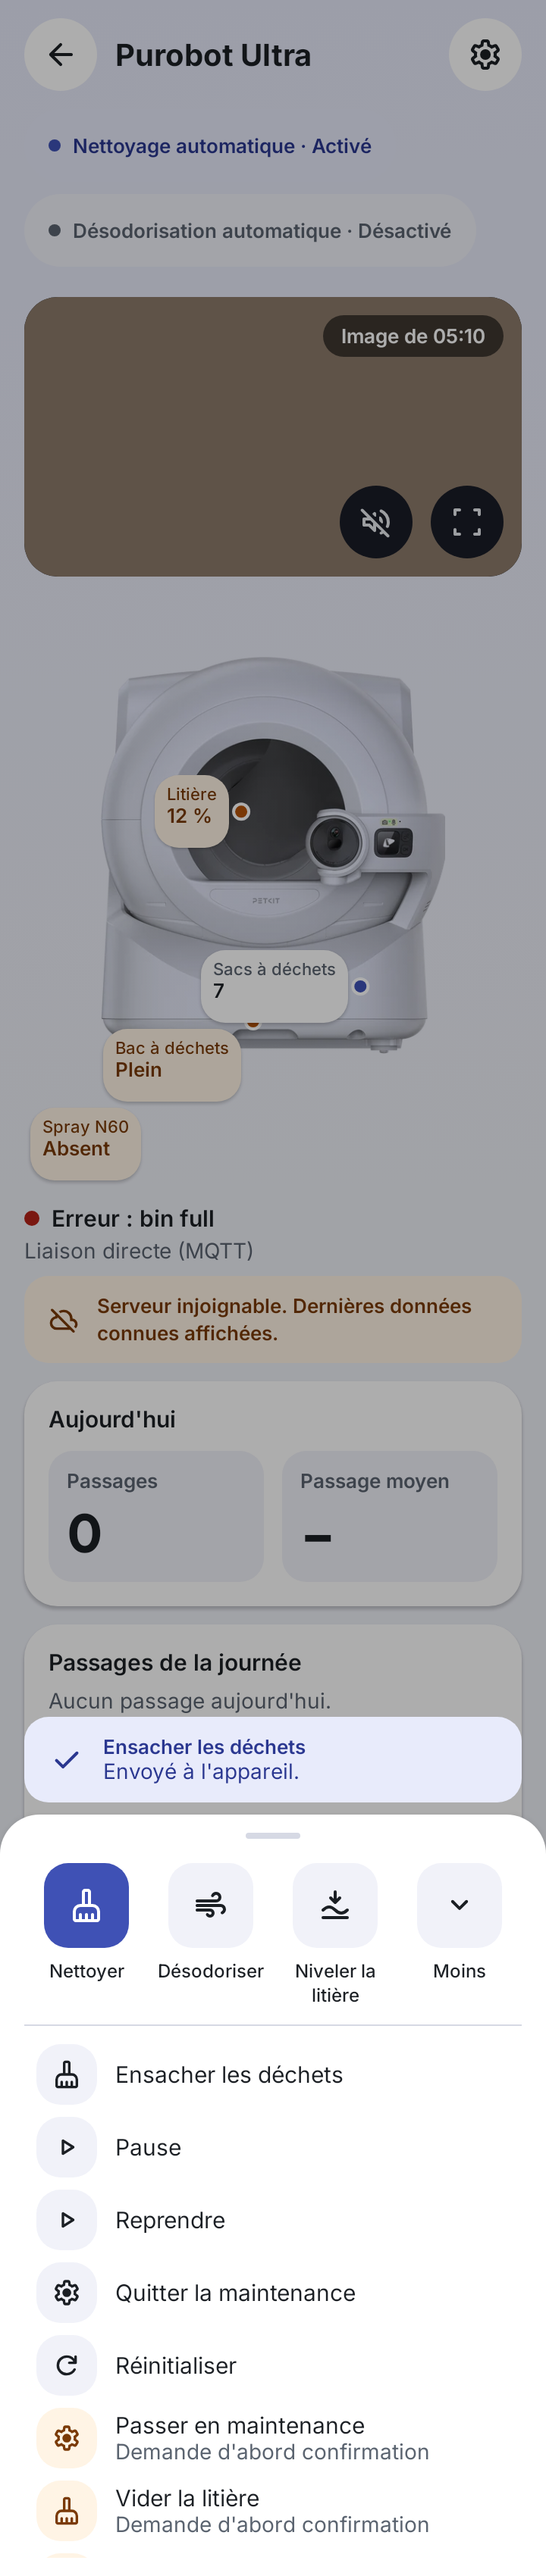 Purobot Ultra
Nettoyage automatique · Activé
Désodorisation automatique · Désactivé
Image de 05:10
Litière
12 %
PETKIT
Sacs à déchets
7
Bac à déchets
Plein
Spray N60
Absent
Erreur : bin full
Liaison directe (MQTT)
Serveur injoignable. Dernières données
connues affichées.
Aujourd'hui
Passages
Passage moyen
0
–
Passages de la journée
Aucun passage aujourd'hui.
Ensacher les déchets
Envoyé à l'appareil.
Nettoyer
Désodoriser
Niveler la
litière
Moins
Ensacher les déchets
Pause
Reprendre
Quitter la maintenance
Réinitialiser
Passer en maintenance
Demande d'abord confirmation
Vider la litière
Demande d'abord confirmation